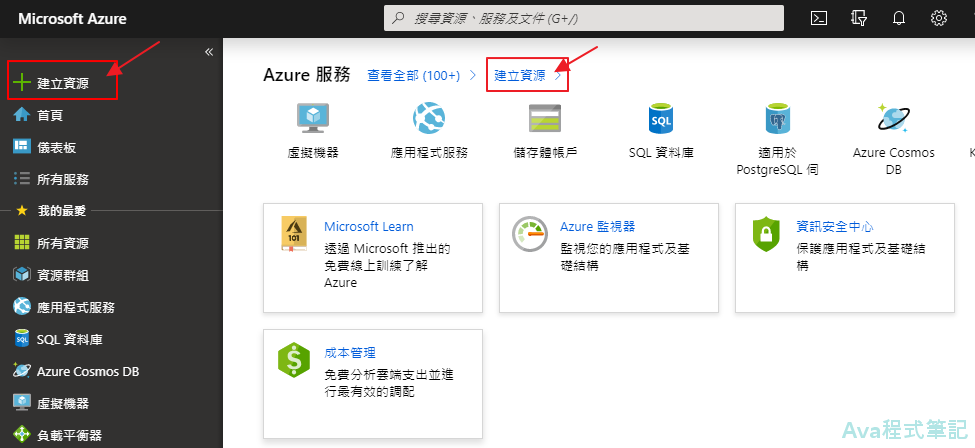 Microsoft Azure
搜尋資源、服務及文件 (G+/)
«
建立資源
首頁
儀表板
所有服務
我的最愛
所有資源
資源群組
應用程式服務
SQL 資料庫
Azure Cosmos DB
虛擬機器
負載平衡器
Azure 服務
查看全部 (100+)
建立資源
虛擬機器
應用程式服務
儲存體帳戶
SQL
SQL 資料庫
適用於
PostgreSQL 伺
Azure Cosmos
DB
K
101
Microsoft Learn
透過 Microsoft 推出的
免費線上訓練了解
Azure
Azure 監視器
監視您的應用程式及基
礎結構
資訊安全中心
保護應用程式及基礎結
構
$
成本管理
免費分析雲端支出並進
行最有效的調配
Ava程式筆記